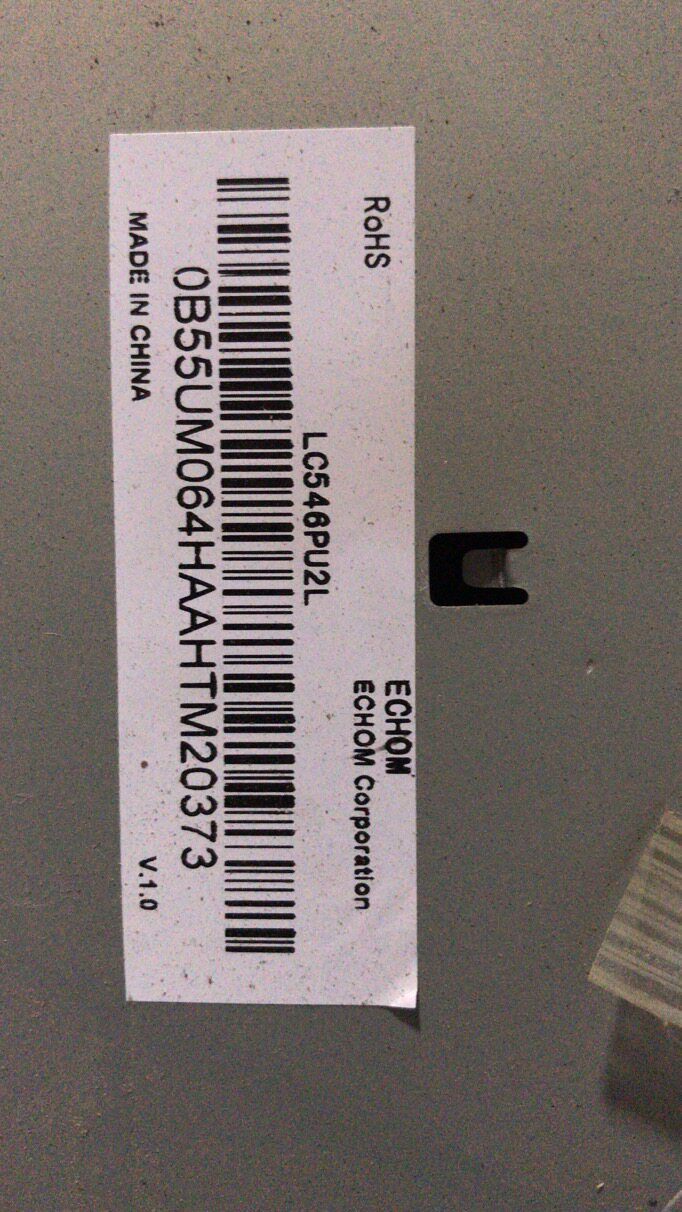 ECHOM
ECHOM Corporation
RoHS
LC546PU2L
0B55UM064HAAHTM20373
MADE IN CHINA
V.1.0